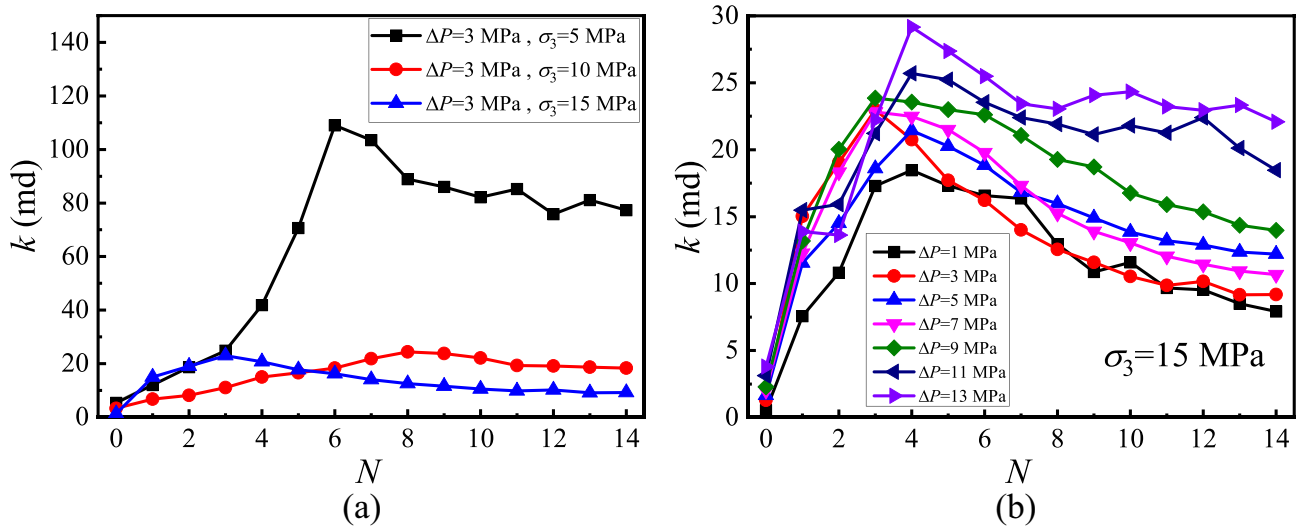 140
120
100
80
60
40
20
0
k (md)
ΔP=3 MPa , σ3=5 MPa
ΔP=3 MPa , σ3=10 MPa
ΔP=3 MPa , σ3=15 MPa
0 2 4 6 8 10 12 14
N
(a)
30
25
20
15
10
5
0
k (md)
ΔP=1 MPa
ΔP=3 MPa
ΔP=5 MPa
ΔP=7 MPa
ΔP=9 MPa
ΔP=11 MPa
ΔP=13 MPa
σ3=15 MPa
0 2 4 6 8 10 12 14
N
(b)